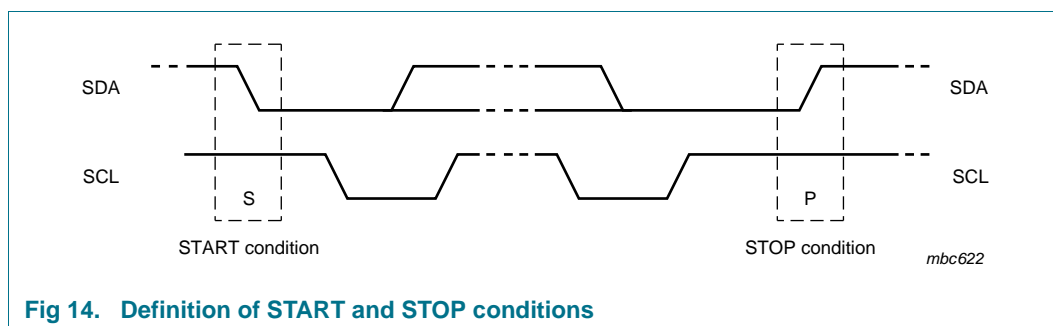 SDA
SDA
SCL
SCL
S
P
START condition
STOP condition
mbc622
Fig 14. Definition of START and STOP conditions